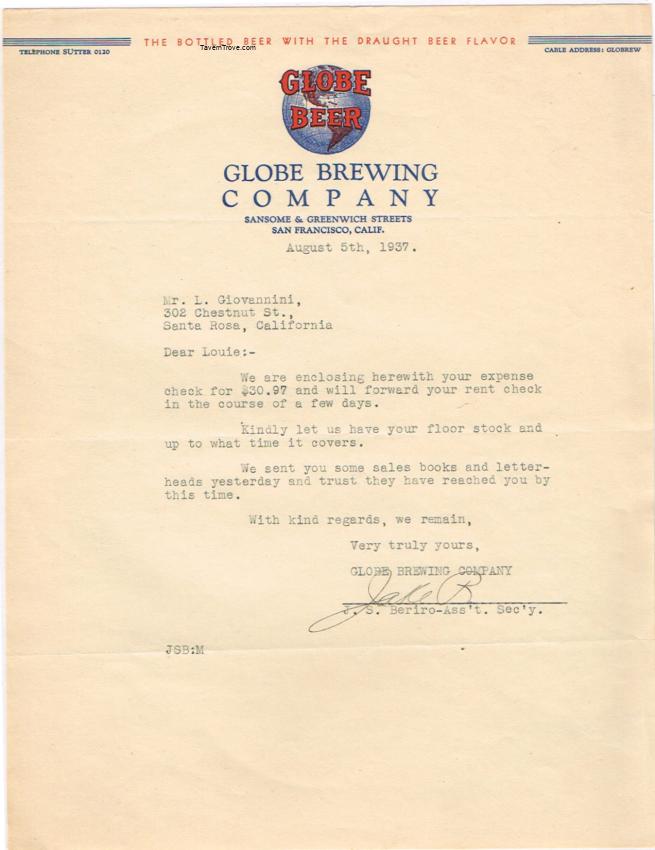 THE BOTTLED BEER WITH THE DRAUGHT BEER FLAVOR
TavernTrove.com
TELEPHONE SUTTER 0120
CABLE ADDRESS: GLOBREW
GLOBE
BEER
GLOBE BREWING
COMPANY
SANSOME & GREENWICH STREETS
SAN FRANCISCO, CALIF.
August 5th, 1937.
Mr. L. Giovannini,
302 Chestnut St.,
Santa Rosa, California
Dear Louie:-
We are enclosing herewith your expense
check for $30.97 and will forward your rent check
in the course of a few days.
Kindly let us have your floor stock and
up to what time it covers.
We sent you some sales books and letter-
heads yesterday and trust they have reached you by
this time.
With kind regards, we remain,
Very truly yours,
GLOBE BREWING COMPANY
Jake B
J.S. Beriro-Ass't. Sec'y.
JSB:M